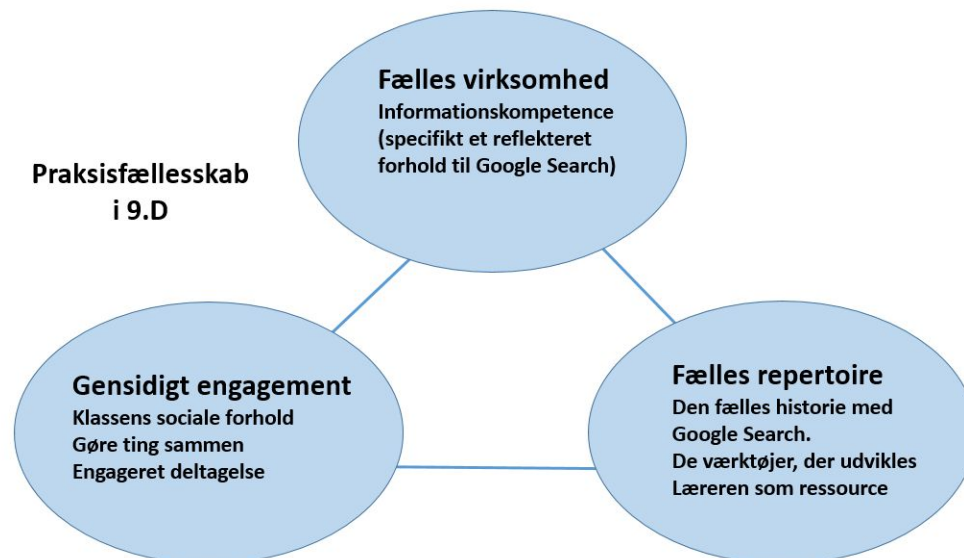 Fælles virksomhed
Informationskompetence
(specifikt et reflekteret
forhold til Google Search)
Praksisfællesskab
i 9.D
Gensidigt engagement
Klassens sociale forhold
Gøre ting sammen
Engageret deltagelse
Fælles repertoire
Den fælles historie med
Google Search.
De værktøjer, der udvikles
Læreren som ressource